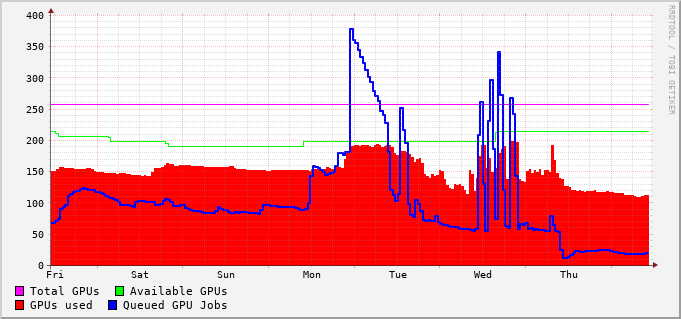 400
350
300
250
200
150
100
50
0
Fri Sat Sun Mon Tue Wed Thu
Total GPUs Available GPUs
GPUs used Queued GPU Jobs
RRDTOOL / TOBI OETIKER